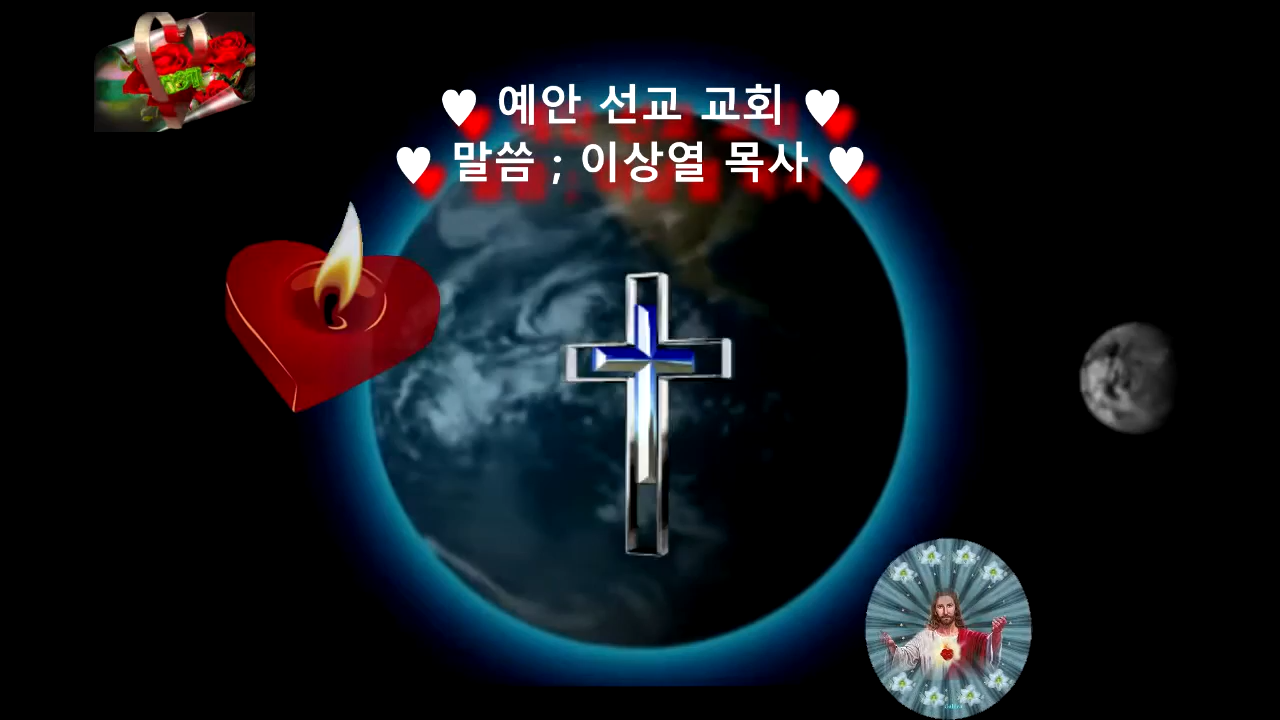 ♥ 예안 선교 교회 ♥
♥ 말씀 ; 이상열 목사 ♥